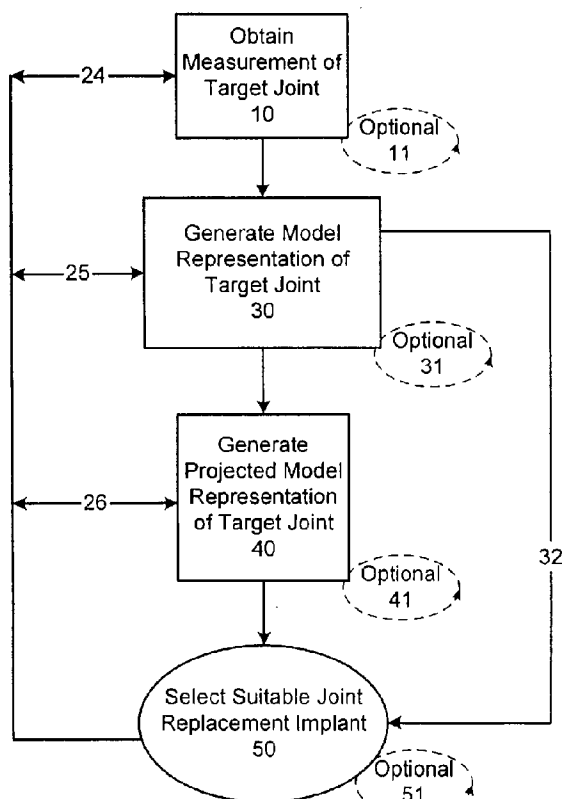 Obtain
Measurement of
Target Joint
10
24
Optional
11
Generate Model
Representation of
Target Joint
30
25
Optional
31
Generate
Projected Model
Representation
of Target Joint
40
26
Optional
41
32
Select Suitable Joint
Replacement Implant
50
Optional
51